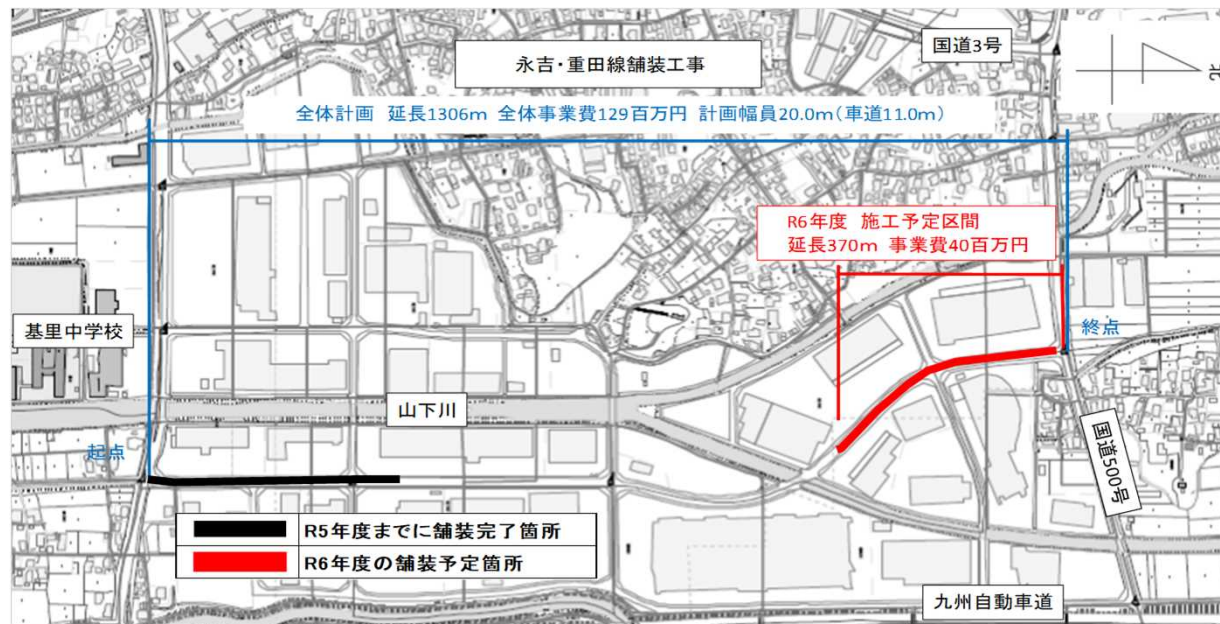 国道3号
永吉・重田線舗装工事
北
全体計画 延長1306m 全体事業費129百万円 計画幅員20.0m(車道11.0m)
R6年度 施工予定区間
延長370m 事業費40百万円
基里中学校
終点
山下川
起点
国道500号
R5年度までに舗装完了箇所
R6年度の舗装予定箇所
九州自動車道